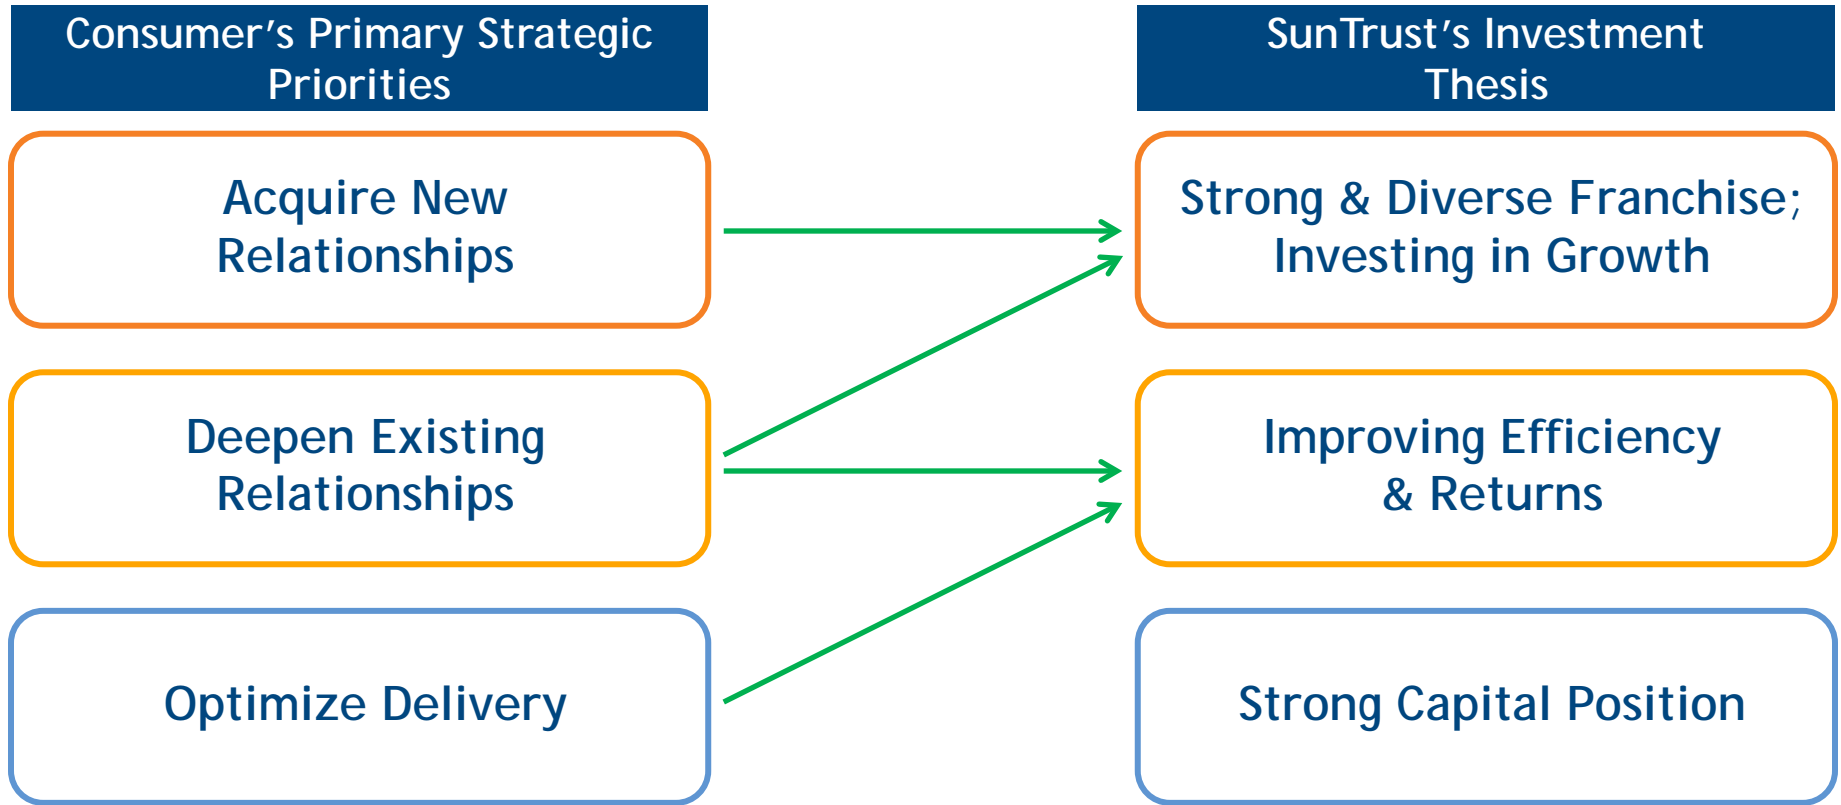 Consumer's Primary Strategic
Priorities
SunTrust's Investment
Thesis
Acquire New
Relationships
Strong & Diverse Franchise;
Investing in Growth
Deepen Existing
Relationships
Improving Efficiency
& Returns
Optimize Delivery
Strong Capital Position